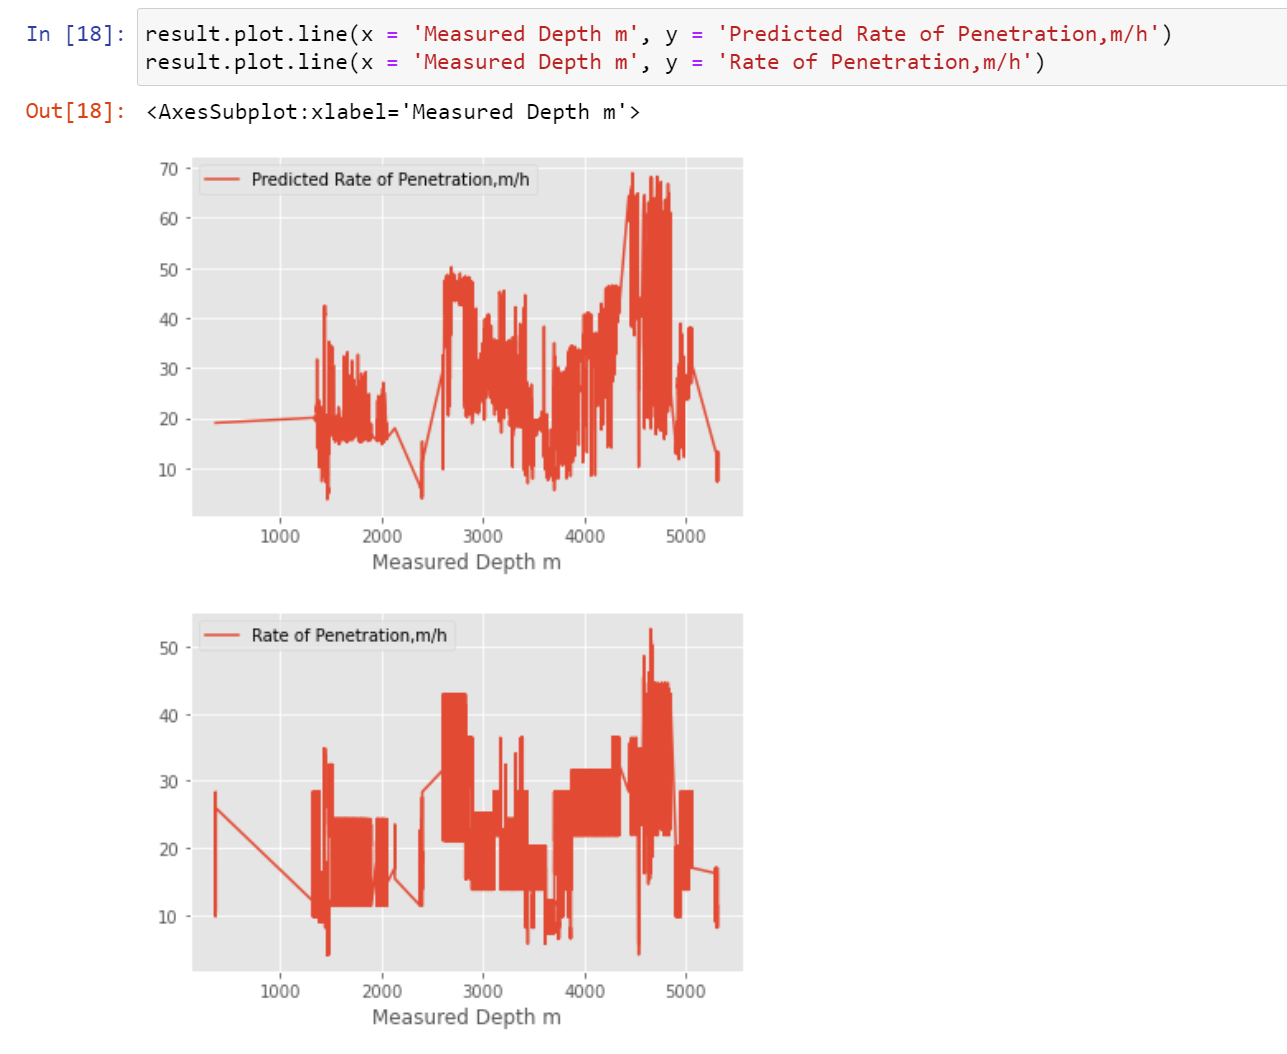 In [18]: result.plot.line(x = 'Measured Depth m', y = 'Predicted Rate of Penetration,m/h')
result.plot.line(x = 'Measured Depth m', y = 'Rate of Penetration,m/h')
Out[18]: <AxesSubplot:xlabel='Measured Depth m'>
Predicted Rate of Penetration,m/h
70
60
50
40
30
20
10
1000 2000 3000 4000 5000
Measured Depth m
Rate of Penetration,m/h
50
40
30
20
10
1000 2000 3000 4000 5000
Measured Depth m